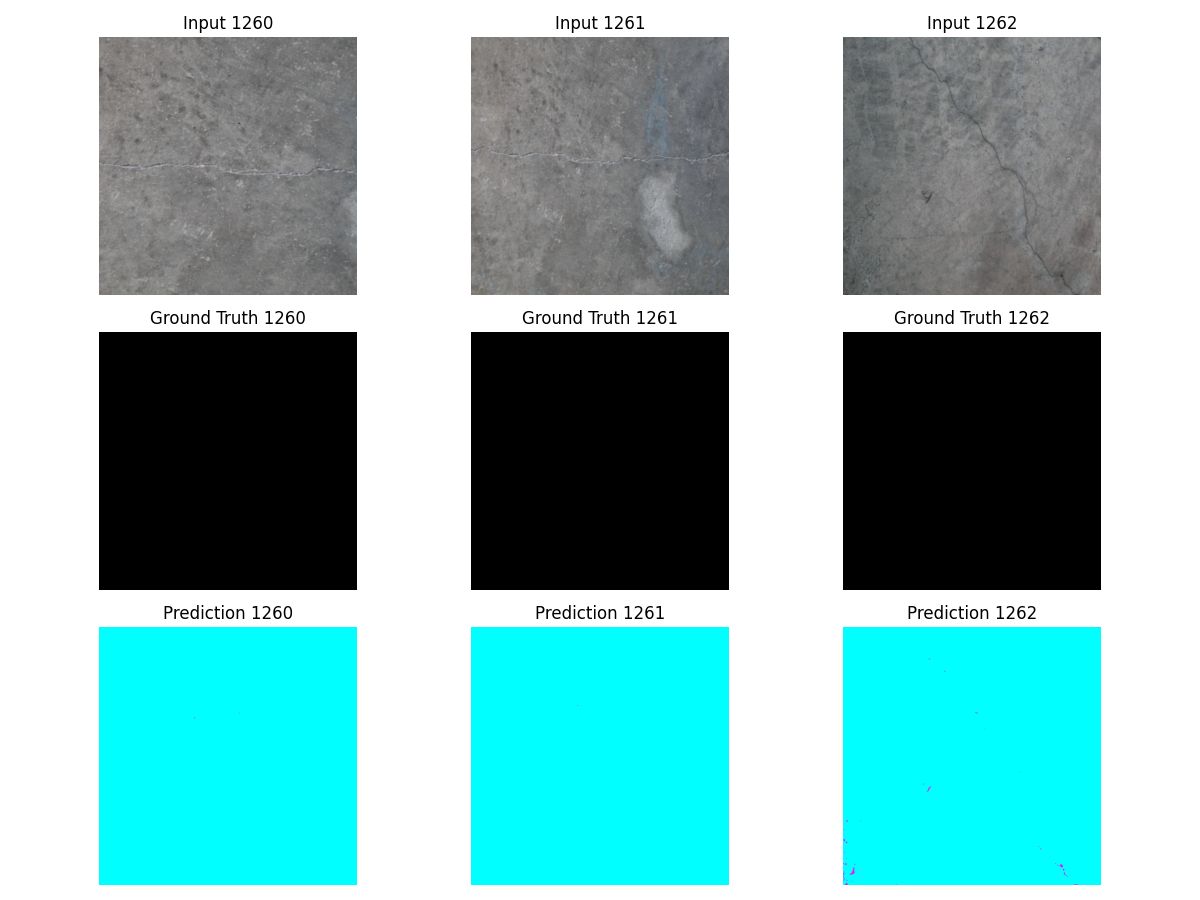 Input 1260
Input 1261
Input 1262
Ground Truth 1260
Ground Truth 1261
Ground Truth 1262
Prediction 1260
Prediction 1261
Prediction 1262